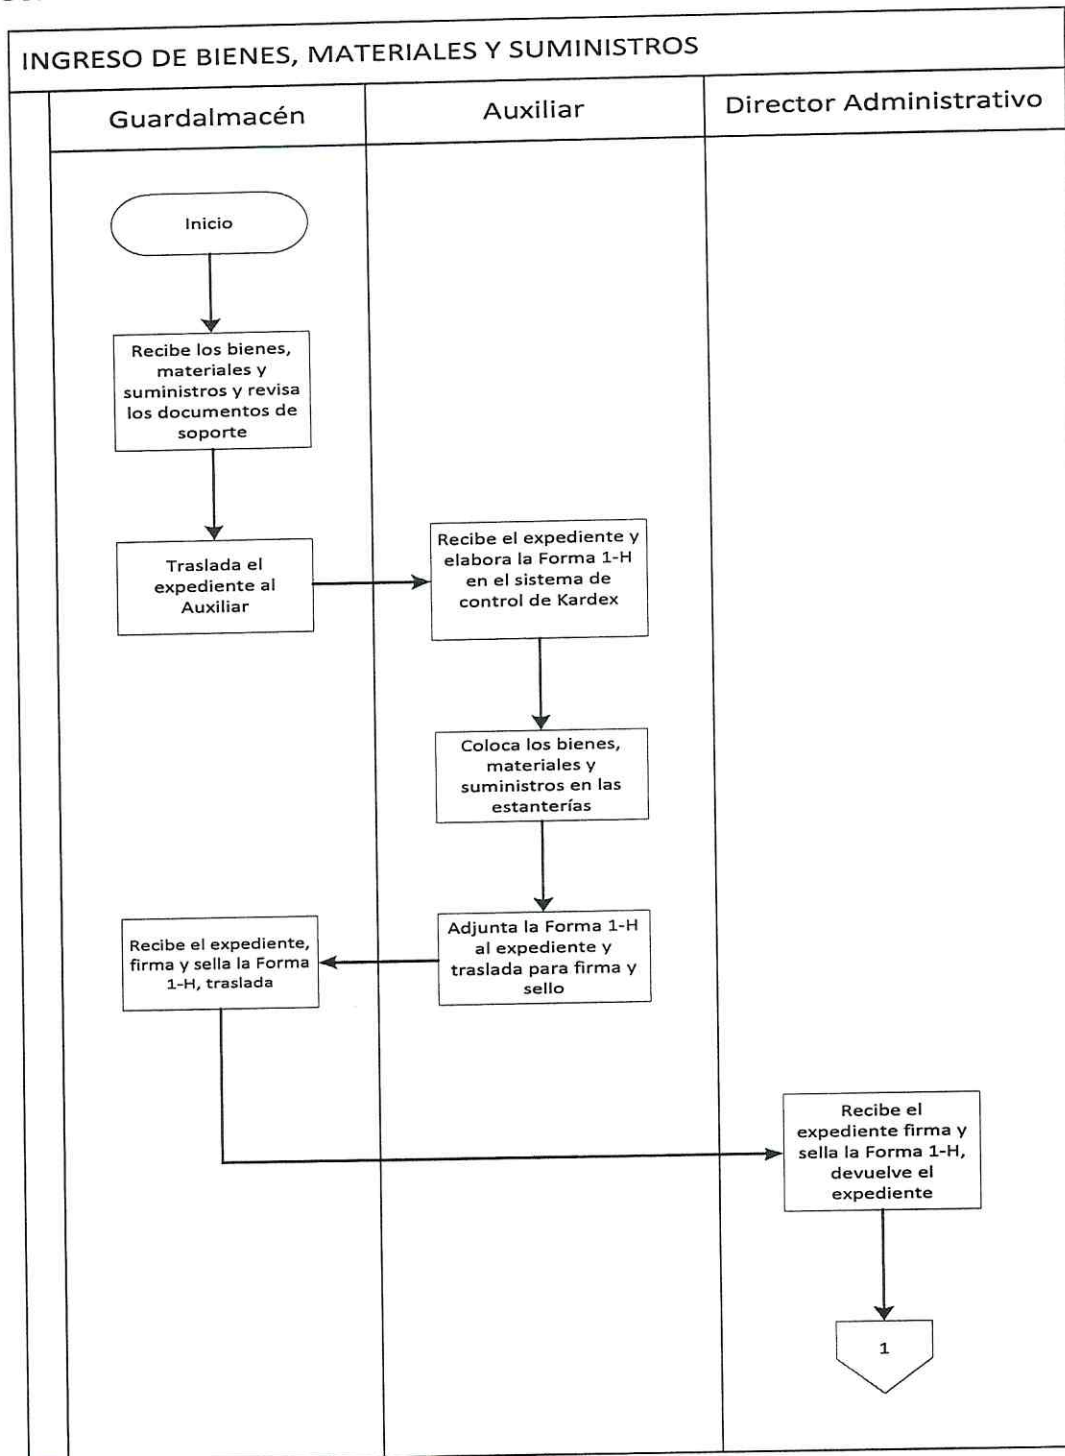 INGRESO DE BIENES, MATERIALES Y SUMINISTROS
Guardalmacén
Auxiliar
Director Administrativo
Inicio
Recibe los bienes,
materiales y
suministros y revisa
los documentos de
soporte
Traslada el
expediente al
Auxiliar
Recibe el expediente y
elabora la Forma 1-H
en el sistema de
control de Kardex
Coloca los bienes,
materiales y
suministros en las
estanterías
Adjunta la Forma 1-H
al expediente y
traslada para firma y
sello
Recibe el expediente,
firma y sella la Forma
1-H, traslada
Recibe el
expediente firma y
sella la Forma 1-H,
devuelve el
expediente
1